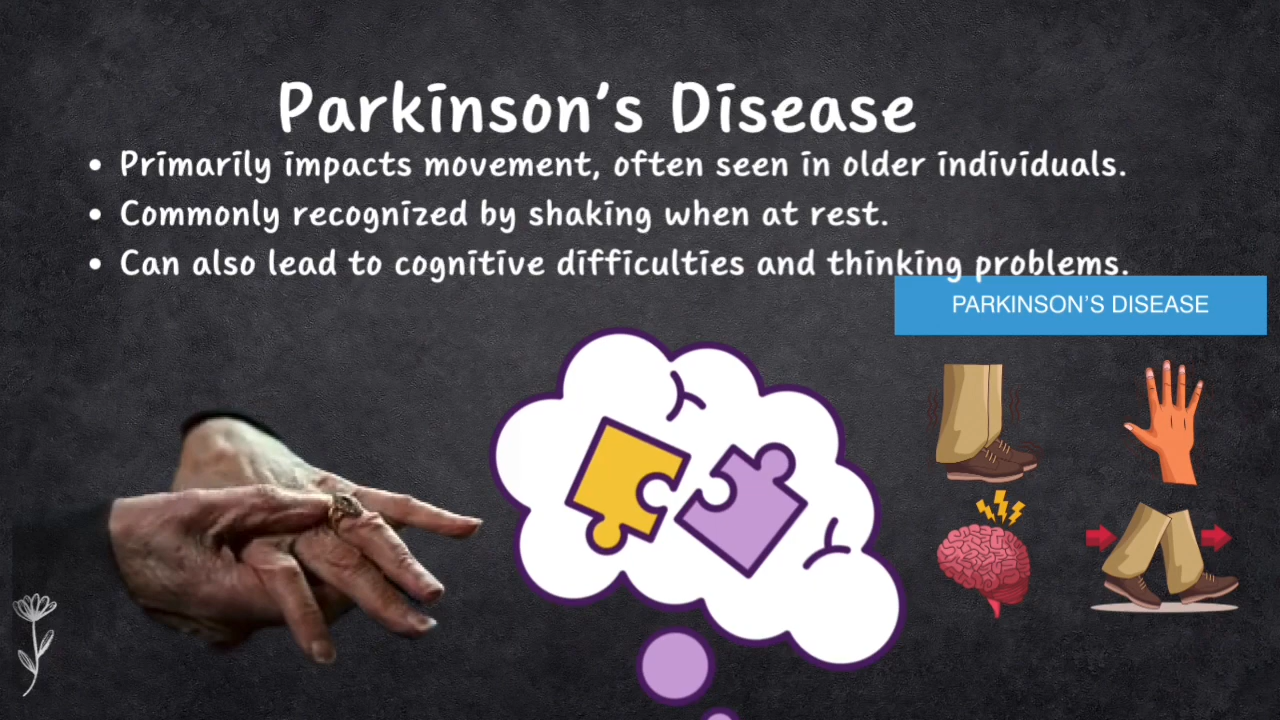 Parkinson's Disease
• Primarily impacts movement, often seen in older individuals.
• Commonly recognized by shaking when at rest.
• Can also lead to cognitive difficulties and thinking problems.
PARKINSON'S DISEASE